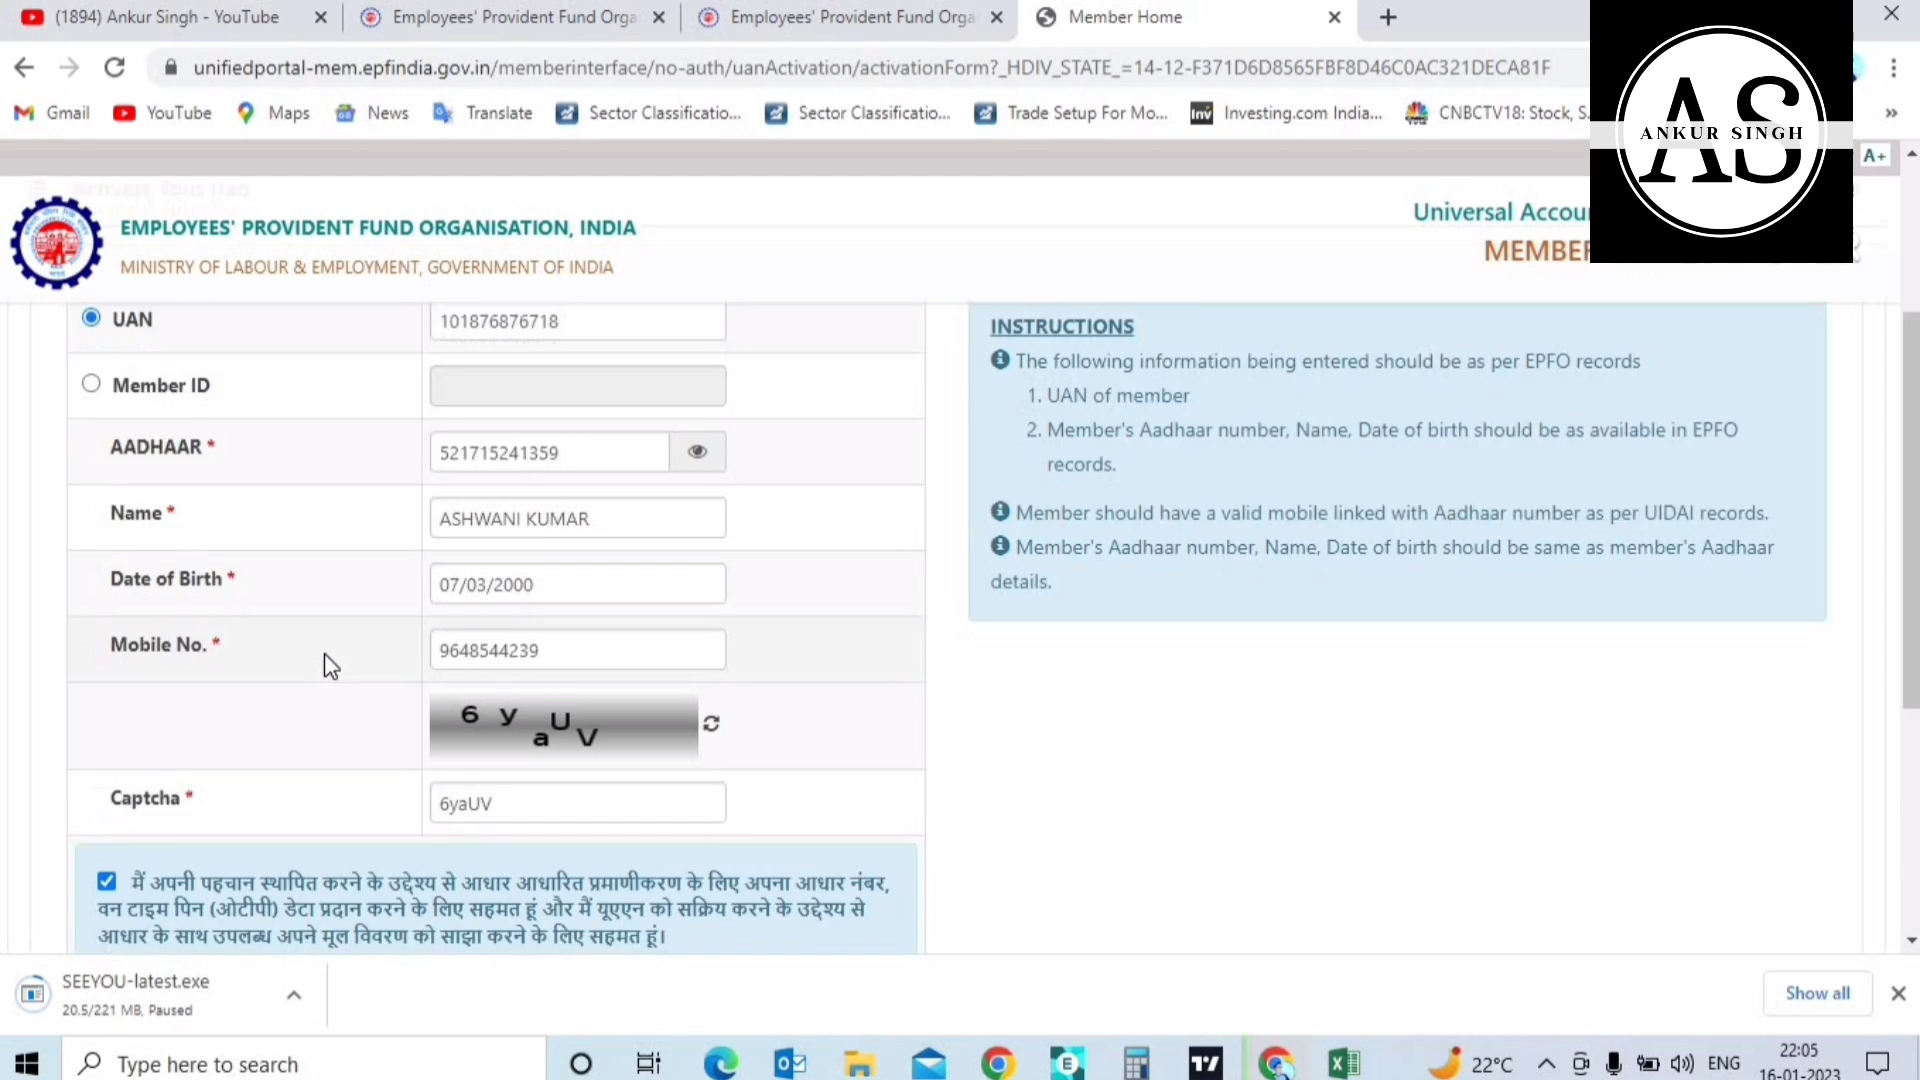 (1894) Ankur Singh - YouTube
Employees' Provident Fund Orga
Employees' Provident Fund Orga
Member Home
unifiedportal-mem.epfindia.gov.in/memberinterface/no-auth/uanActivation/activationForm?_HDIV_STATE_=14-12-F371D6D8565FBF8D46C0AC321DECA81F
Gmail YouTube Maps News Translate Sector Classificatio... Sector Classificatio... Trade Setup For Mo... Investing.com India... CNBCTV18: Stock, S. »
AS
ANKUR SINGH
A+
EMPLOYEES' PROVIDENT FUND ORGANISATION, INDIA
MINISTRY OF LABOUR & EMPLOYMENT, GOVERNMENT OF INDIA
Universal Accou
MEMBER
UAN 101876876718
Member ID
AADHAAR * 521715241359
Name * ASHWANI KUMAR
Date of Birth * 07/03/2000
Mobile No. * 9648544239
6 y a U V
Captcha * 6yaUV
मैं अपनी पहचान स्थापित करने के उद्देश्य से आधार आधारित प्रमाणीकरण के लिए अपना आधार नंबर,
वन टाइम पिन (ओटीपी) डेटा प्रदान करने के लिए सहमत हूं और मैं यूएएन को सक्रिय करने के उद्देश्य से
आधार के साथ उपलब्ध अपने मूल विवरण को साझा करने के लिए सहमत हूं।
INSTRUCTIONS
The following information being entered should be as per EPFO records
1. UAN of member
2. Member's Aadhaar number, Name, Date of birth should be as available in EPFO
records.
Member should have a valid mobile linked with Aadhaar number as per UIDAI records.
Member's Aadhaar number, Name, Date of birth should be same as member's Aadhaar
details.
SEEYOU-latest.exe
20.5/221 MB, Paused
Show all
Type here to search
22°C
ENG
22:05
16-01-2023